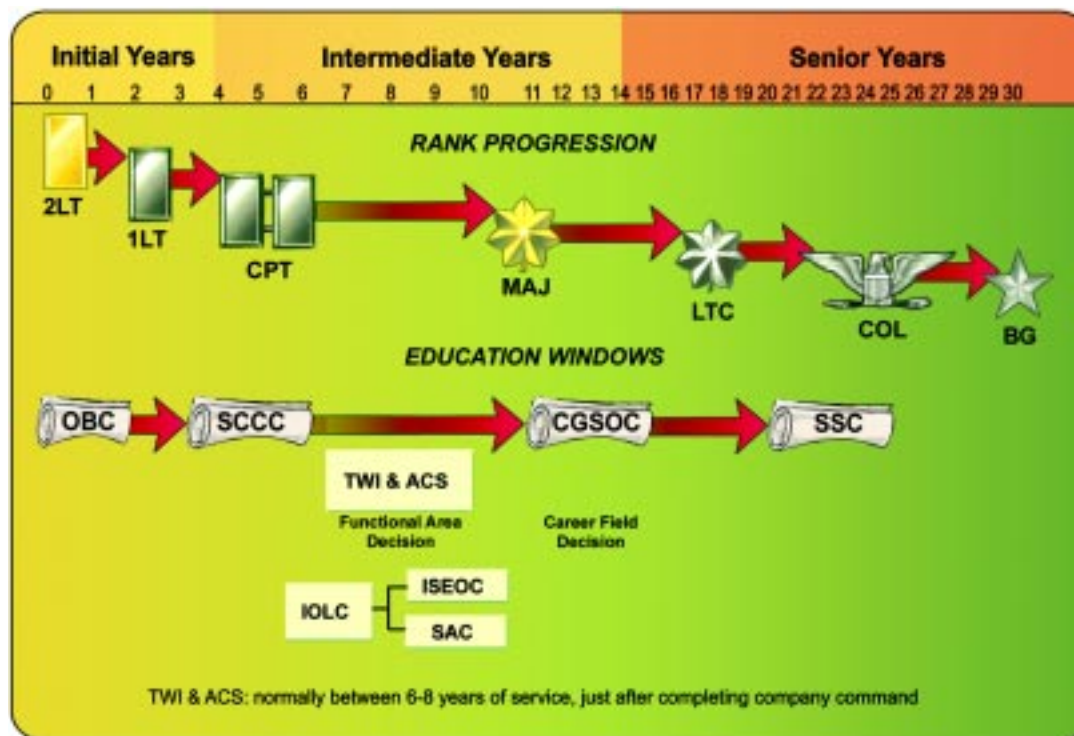 Initial Years Intermediate Years Senior Years
0 1 2 3 4 5 6 7 8 9 10 11 12 13 14 15 16 17 18 19 20 21 22 23 24 25 26 27 28 29 30
RANK PROGRESSION
2LT
1LT
CPT
MAJ
LTC
COL
BG
EDUCATION WINDOWS
OBC SCCC CGSOC SSC
TWI & ACS
Functional Area
Decision
Career Field
Decision
IOLC
ISEOC
SAC
TWI & ACS: normally between 6-8 years of service, just after completing company command